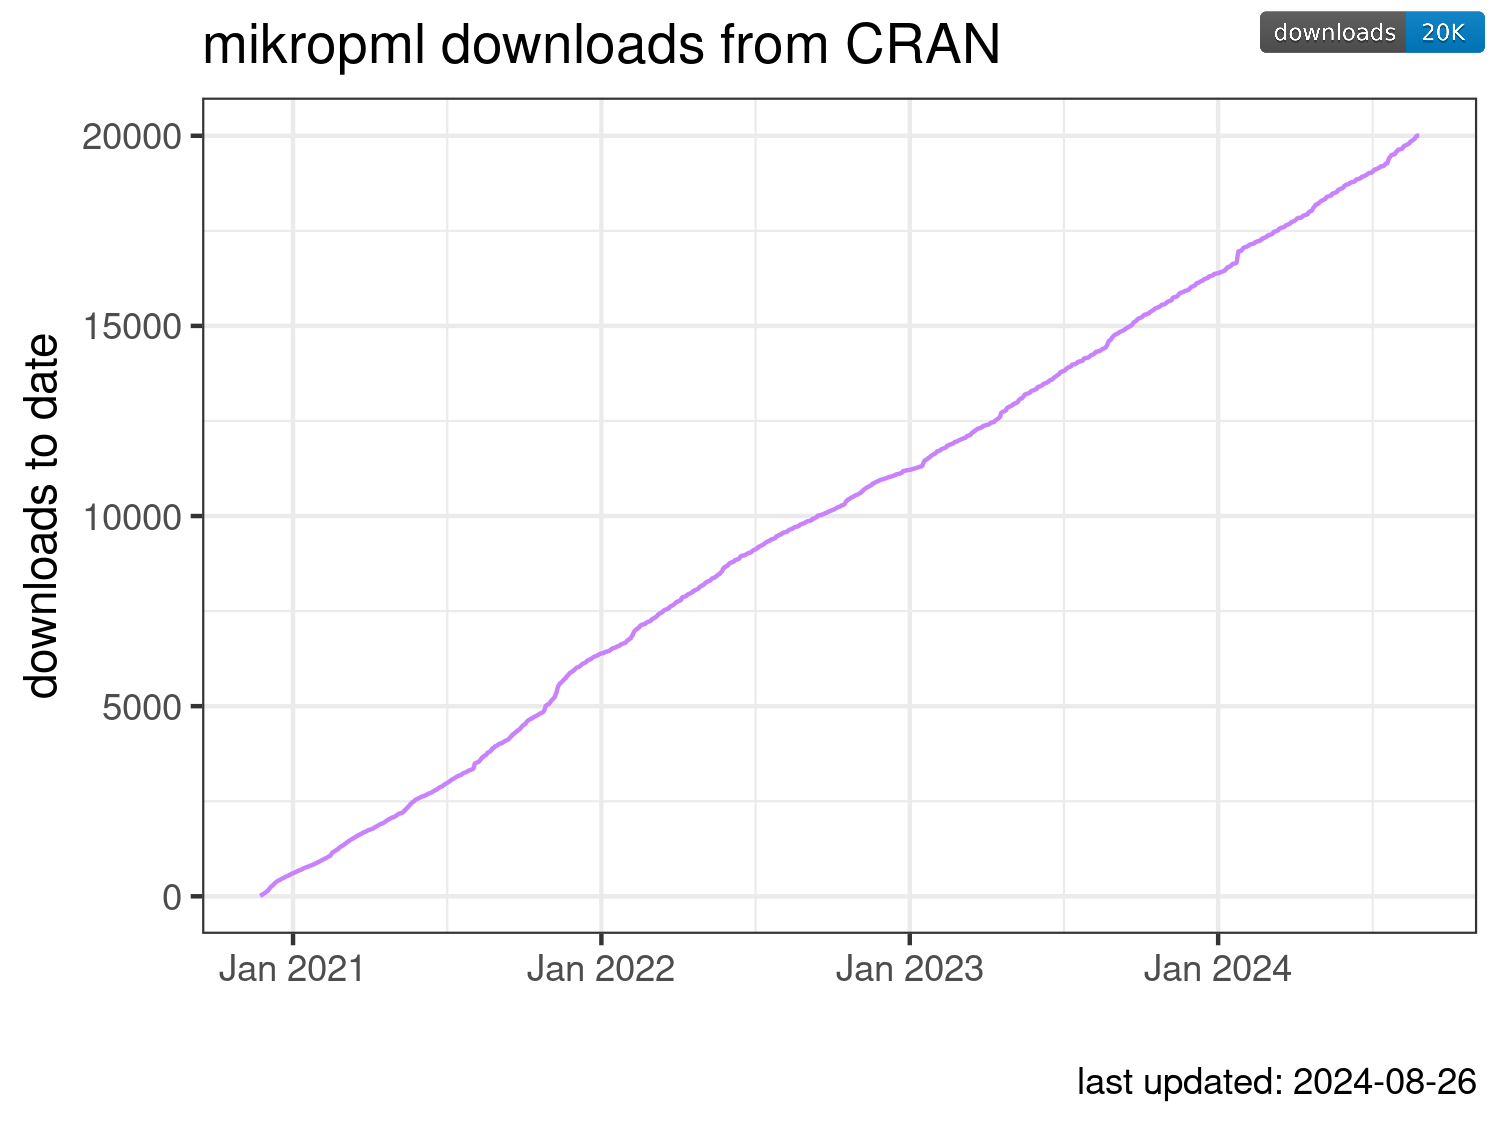 mikropml downloads from CRAN
downloads 20K
downloads to date
20000
15000
10000
5000
0
Jan 2021 Jan 2022 Jan 2023 Jan 2024
last updated: 2024-08-26